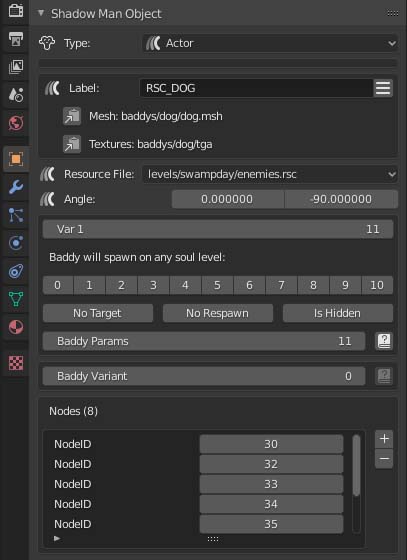 Shadow Man Object
Type: Actor
Label: RSC_DOG
Mesh: baddys/dog/dog.msh
Textures: baddys/dog/tga
Resource File: levels/swampday/enemies.rsc
Angle: 0.000000 -90.000000
Var 1 11
Baddy will spawn on any soul level:
0 1 2 3 4 5 6 7 8 9 10
No Target No Respawn Is Hidden
Baddy Params 11
Baddy Variant 0
Nodes (8)
NodeID 30
NodeID 32
NodeID 33
NodeID 34
NodeID 35